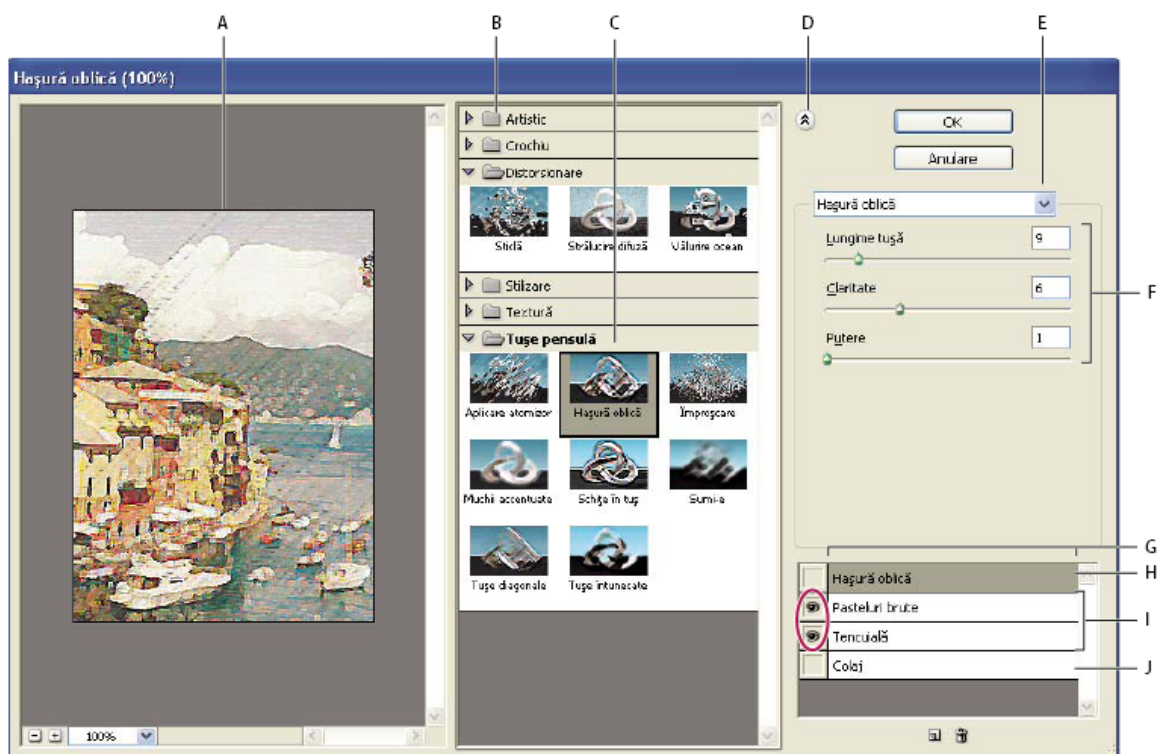 A
B
C
D
E
Haşură oblică (100%)
Artistic
Crochiu
Distorsionare
Sticlă
Strălucire difuză
Vălurire ocean
Stilizare
Textură
Tuşe pensulă
Aplicare atomizor
Haşură oblică
Împroşcare
Muchii accentuate
Schiţe în tuş
Sumi-e
Tuşe diagonale
Tuşe întunecate
100%
OK
Anulare
Haşură oblică
Lungime tuşă 9
Claritate 6
Putere 1
F
G
Haşură oblică
H
Pasteluri brute
I
Tencuială
Colaj
J